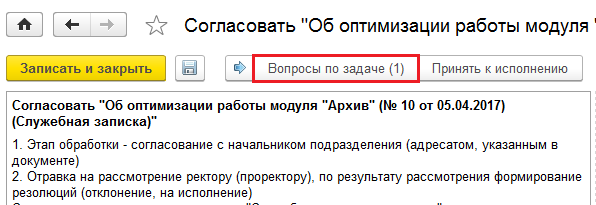 Согласовать "Об оптимизации работы модуля "
Записать и закрыть
Вопросы по задаче (1)
Принять к исполнению
Согласовать "Об оптимизации работы модуля "Архив" (№ 10 от 05.04.2017)
(Служебная записка)"
1. Этап обработки - согласование с начальником подразделения (адресатом, указанным в
документе)
2. Отравка на рассмотрение ректору (проректору), по результату рассмотрения формирование
резолюций (отклонение, на исполнение)